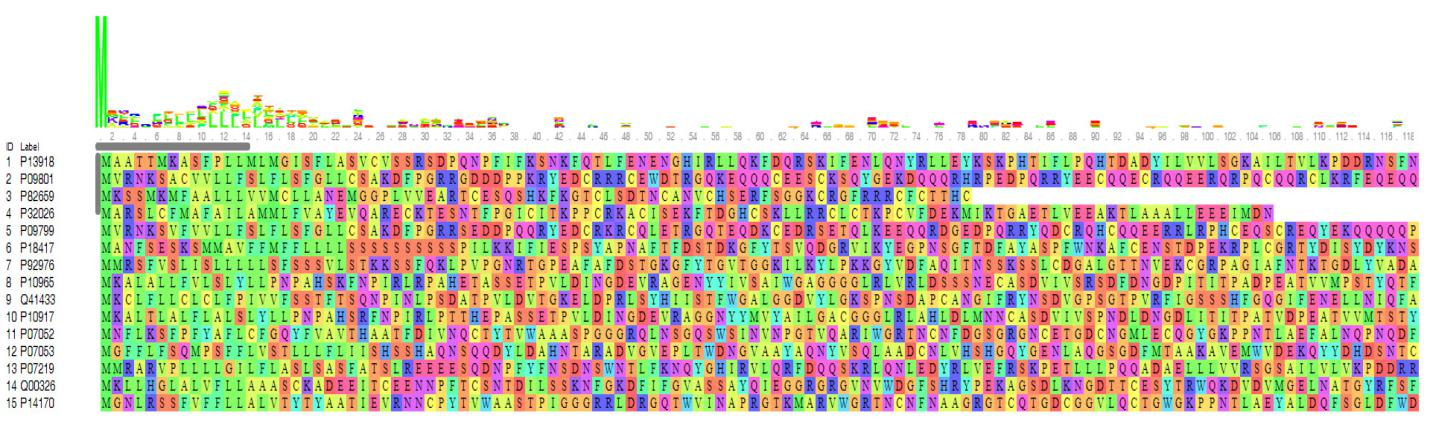 2 . 4 . 6 . 8 . 10 . 12 . 14 . 16 . 18 . 20 . 22 . 24 . 26 . 28 . 30 . 32 . 34 . 36 . 38 . 40 . 42 . 44 . 46 . 48 . 50 . 52 . 54 . 56 . 58 . 60 . 62 . 64 . 66 . 68 . 70 . 72 . 74 . 76 . 78 . 80 . 82 . 84 . 86 . 88 . 90 . 92 . 94 . 96 . 98 . 100 . 102 . 104 . 106 . 108 . 110 . 112 . 114 . 116 . 118
ID Label
1 P13918 MAATTMKASFPLLMLMGISFLASVCVSSRSDPQNPFIFKSNKFQTLFENENGHIRLLQKFDQRSKIFENLQNYRLLEYKSKPHTIFLPQHTDADYILVVLSGKAILTVLKPDDRNSFN
2 P09801 MVRNKSACVVLLFSLFLSFGLLCSAKDFPGRRGDDDPPKRYEDCRRRCEWDTRGQKEQQQCEESCKSQYGEKDQQQRHRPEDPQRRYEECQQECRQQEERQRPQCQQRCLKRFEQEQQ
3 P82659 MKSSMKMFAALLLVVMCLLANEMGGPLVVEARTCESQSHKFKGTCLSDTNCANVCHSERFSGGKCRGFRRRCFCTTHC
4 P32026 MARSLCFMAFAILAMMLFVAYEVQARECKTESNTFPGICITKPPCRKACISEKFTDGHCSKLLRRCLCTKPCVFDEKMIKTGAETLVEEAKTLAAALLEEEIMDN
5 P09799 MVRNKSVFVVLLFSLFLSFGLLCSAKDFPGRRSEDDPQQRYEDCRKRCQLETRGQTEQDKCEDRSETQLKEEQQRDGEDPQRRYQDCRQHCQQEERRLRPHCEQSCREQYEKQQQQQP
6 P18417 MANFSESKSMMAVFFMFFLLLLSSSSSSSSSSPILKKIFIESPSYAPNAFTFDSTDKGFYTSVQDGRVIKYEGPNSGFTDFAYASPFWNKAFCENSTDPEKRPLCGRTYDISYDYKNS
7 P92976 MMRSFVSLISLLLLLSFSSSVLSTKKSSFQKLPVPGNRTGPEAFAFDSTGKGFYTGVTGGKILKYLPKKGYVDFAQITNSSKSSLCDGALGTTNVEKCGRPAGIAFNTKTGDLYVADA
8 P10965 MKALALLFVLSLYLLPNPAHSKFNPIRLRPAHETASSETPVLDINGDEVRAGENYYIVSAIWGAGGGGLRLVRLDSSSNECASDVIVSRSDFDNGDPITITPADPEATVVMPSTYQTF
9 Q41433 MKCLFLLCLCLFPIVVFSSTFTSQNPINLPSDATPVLDVTGKELDPRLSYHIISTFWGALGGDVYLGKSPNSDAPCANGIFRYNSDVGPSGTPVRFIGSSSHFGQGIFENELLNIQFA
10 P10917 MKALTLALFLALSLYLLPNPAHSRFNPIRLPTTHEPASSETPVLDINGDEVRAGGNYYMVYAILGACGGGLRLAHLDLMNNCASDVIVSPNDLDNGDLITITPATVDPEATVVMTSTY
11 P07052 MNFLKSFPFYAFLCFGQYFVAVTHAATFDIVNQCTYTVWAAASPGGGRQLNSGQSWSINVNPGTVQARIWGRTNCNFDGSGRGNCETGDCNGMLECQGYGKPPNTLAEFALNQPNQDF
12 P07053 MGFFLFSQMPSFFLVSTLLLFLIISHSSHAQNSQQDYLDAHNTARADVGVEPLTWDNGVAAYAQNYVSQLAADCNLVHSHGQYGENLAQGSGDFMTAAKAVEMWVDEKQYYDHDSNTC
13 P07219 MMRARVPLLLLGILFLASLSASFATSLREEEESQDNPFYFNSDNSWNTLFKNQYGHIRVLQRFDQQSKRLQNLEDYRLVEFRSKPETLLLPQQADAELLLVVRSGSAILVLVKPDDRR
14 Q00326 MKLLHGLALVFLLAAASCKADEEITCEENNPFTCSNTDILSSKNFGKDFIFGVASSAYQIEGGRGRGVNVWDGFSHRYPEKAGSDLKNGDTTCESYTRWQKDVDVMGELNATGYRFSF
15 P14170 MGNLRSSFVFFLLALVTYTYAATIEVRNNCPYTVWAASTPIGGGRRLDRGQTWVINAPRGTKMARVWGRTNCNFNAAGRGTCQTGDCGGVLQCTGWGKPPNTLAEYALDQFSGLDFWD